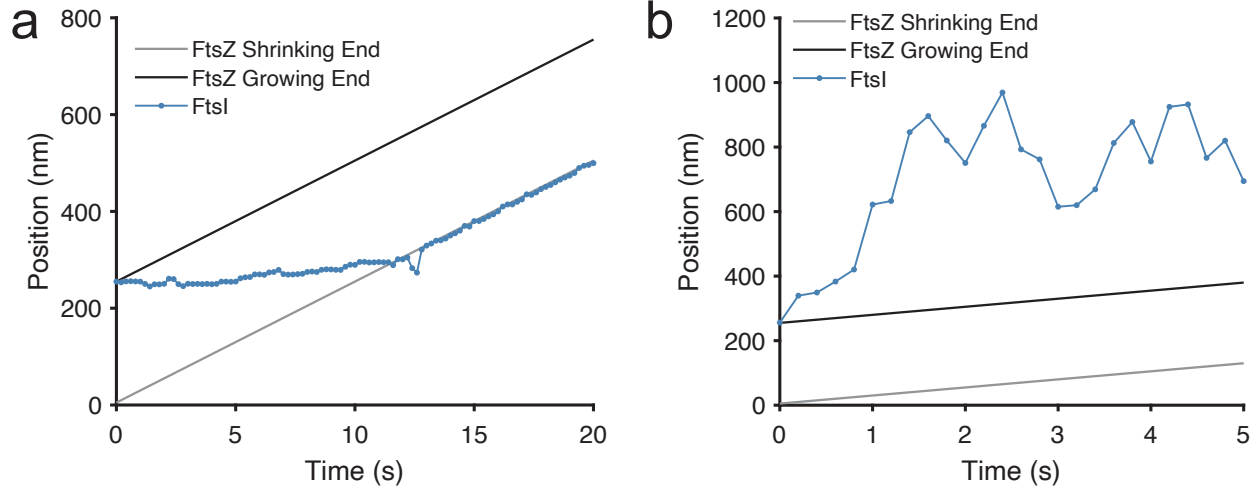 a
800
600
400
200
0
Position (nm)
FtsZ Shrinking End
FtsZ Growing End
FtsI
0 5 10 15 20
Time (s)
b
1200
1000
800
600
400
200
0
Position (nm)
FtsZ Shrinking End
FtsZ Growing End
FtsI
0 1 2 3 4 5
Time (s)